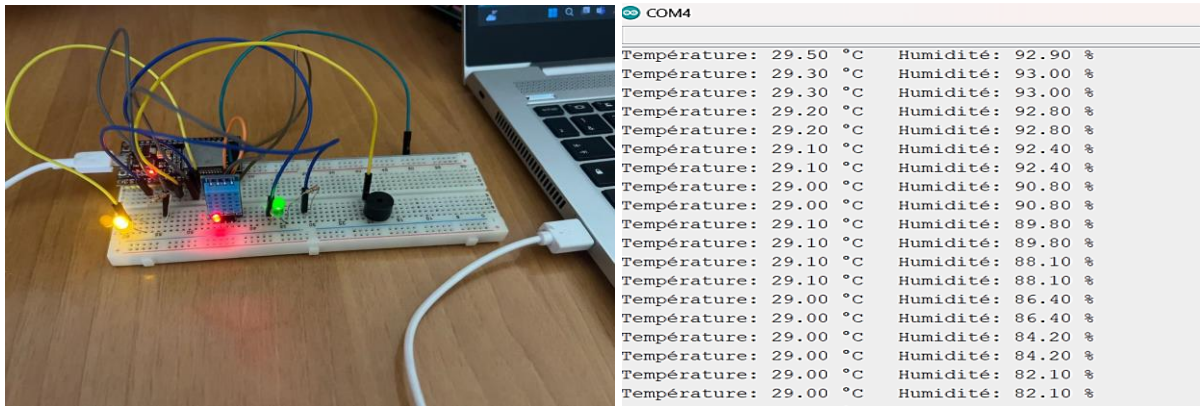 COM4
Température: 29.50 °C Humidité: 92.90 %
Température: 29.30 °C Humidité: 93.00 %
Température: 29.30 °C Humidité: 93.00 %
Température: 29.20 °C Humidité: 92.80 %
Température: 29.20 °C Humidité: 92.80 %
Température: 29.10 °C Humidité: 92.40 %
Température: 29.10 °C Humidité: 92.40 %
Température: 29.00 °C Humidité: 90.80 %
Température: 29.00 °C Humidité: 90.80 %
Température: 29.10 °C Humidité: 89.80 %
Température: 29.10 °C Humidité: 89.80 %
Température: 29.10 °C Humidité: 88.10 %
Température: 29.10 °C Humidité: 88.10 %
Température: 29.00 °C Humidité: 86.40 %
Température: 29.00 °C Humidité: 86.40 %
Température: 29.00 °C Humidité: 84.20 %
Température: 29.00 °C Humidité: 84.20 %
Température: 29.00 °C Humidité: 82.10 %
Température: 29.00 °C Humidité: 82.10 %